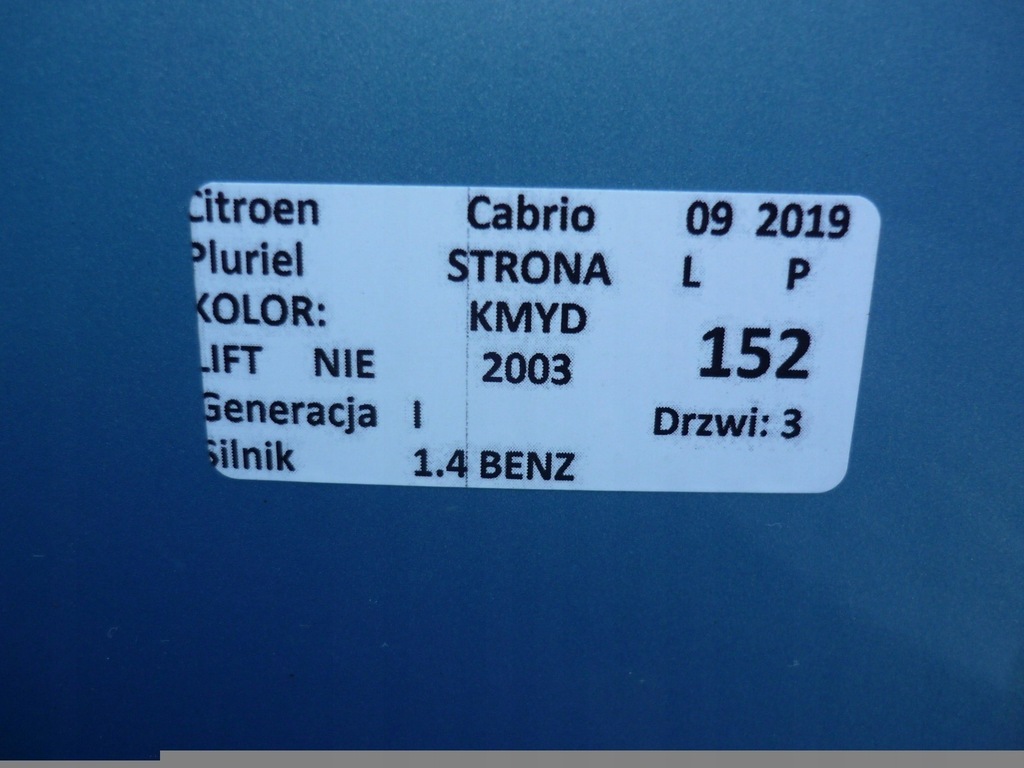 Citroen Cabrio 09 2019
Pluriel STRONA L P
KOLOR: KMYD
LIFT NIE 2003 152
Generacja I Drzwi: 3
Silnik 1.4 BENZ